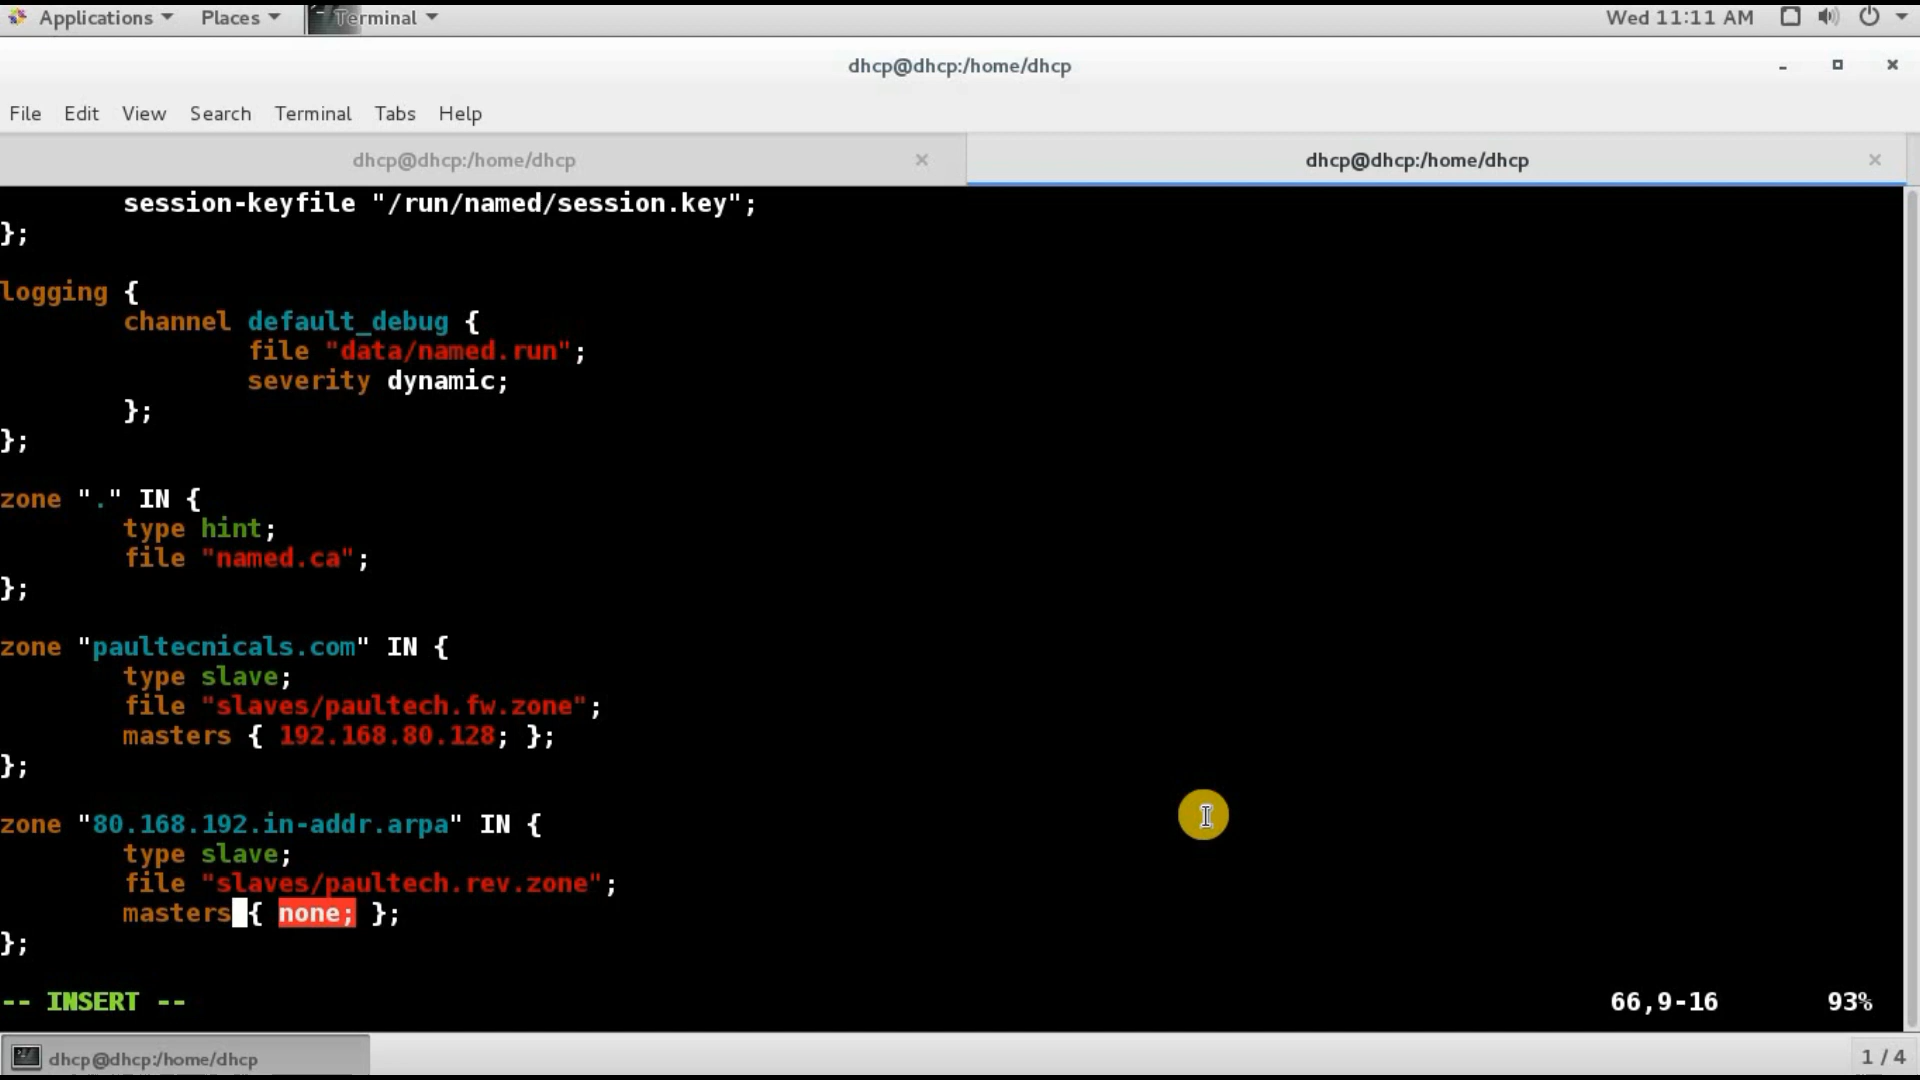 Applications Places Terminal Wed 11:11 AM
dhcp@dhcp:/home/dhcp
File Edit View Search Terminal Tabs Help
dhcp@dhcp:/home/dhcp dhcp@dhcp:/home/dhcp
session-keyfile "/run/named/session.key";
};
logging {
channel default_debug {
file "data/named.run";
severity dynamic;
};
};
zone "." IN {
type hint;
file "named.ca";
};
zone "paultecnicals.com" IN {
type slave;
file "slaves/paultech.fw.zone";
masters { 192.168.80.128; };
};
zone "80.168.192.in-addr.arpa" IN {
type slave;
file "slaves/paultech.rev.zone";
masters { none; };
};
-- INSERT -- 66,9-16 93%
dhcp@dhcp:/home/dhcp 1 / 4